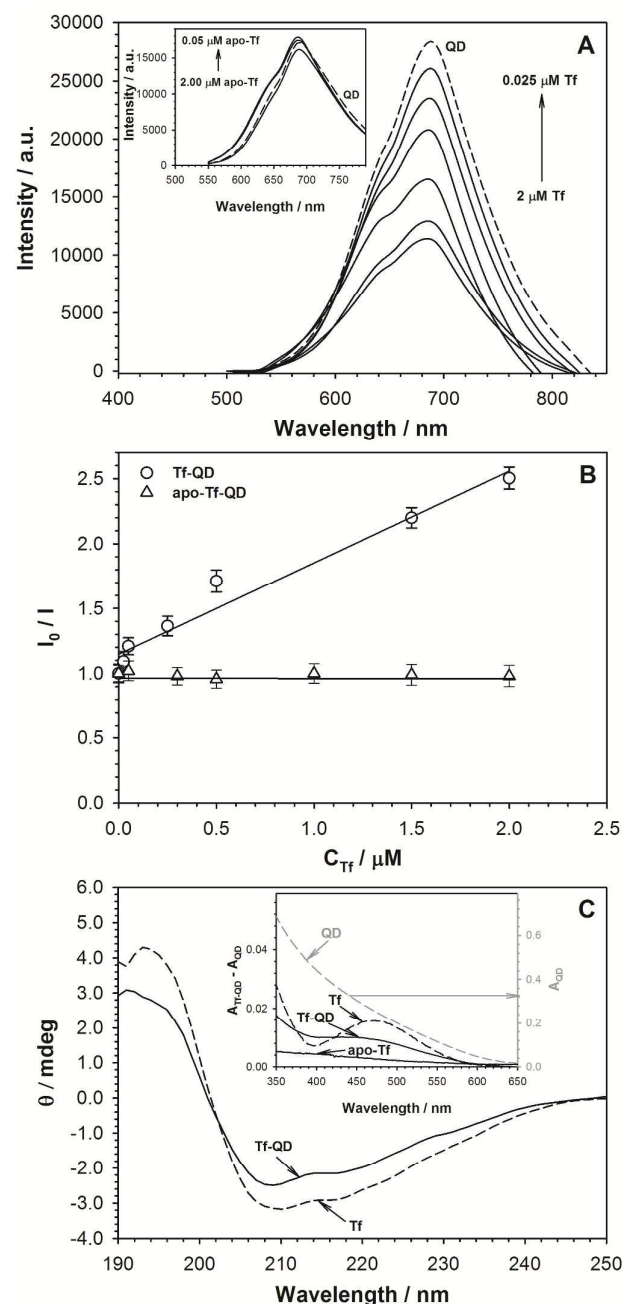 A
30000
25000
20000
15000
10000
5000
0
Intensity / a.u.
400 500 600 700 800
Wavelength / nm
QD
0.025 μM Tf
2 μM Tf
15000
10000
5000
0
Intensity / a.u.
0.05 μM apo-Tf
2.00 μM apo-Tf
QD
500 550 600 650 700 750
Wavelength / nm
B
Tf-QD
apo-Tf-QD
2.5
2.0
1.5
1.0
0.5
0.0
I0 / I
0.0 0.5 1.0 1.5 2.0 2.5
CTf / μM
C
6.0
5.0
4.0
3.0
2.0
1.0
0.0
-1.0
-2.0
-3.0
-4.0
θ / mdeg
190 200 210 220 230 240 250
Wavelength / nm
Tf-QD
Tf
0.04
0.02
0.00
ATf-QD - AQD
QD
Tf
Tf-QD
apo-Tf
0.6
0.4
0.2
0.0
AQD
350 400 450 500 550 600 650
Wavelength / nm